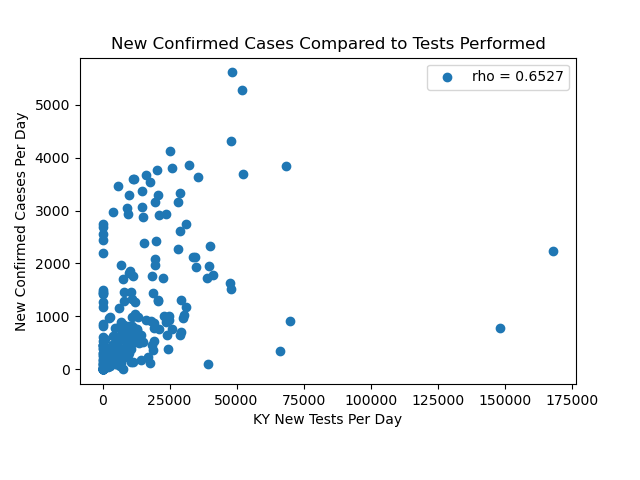 New Confirmed Cases Compared to Tests Performed
rho = 0.6527
5000
4000
3000
2000
1000
0
New Confirmed Caeses Per Day
0 25000 50000 75000 100000 125000 150000 175000
KY New Tests Per Day